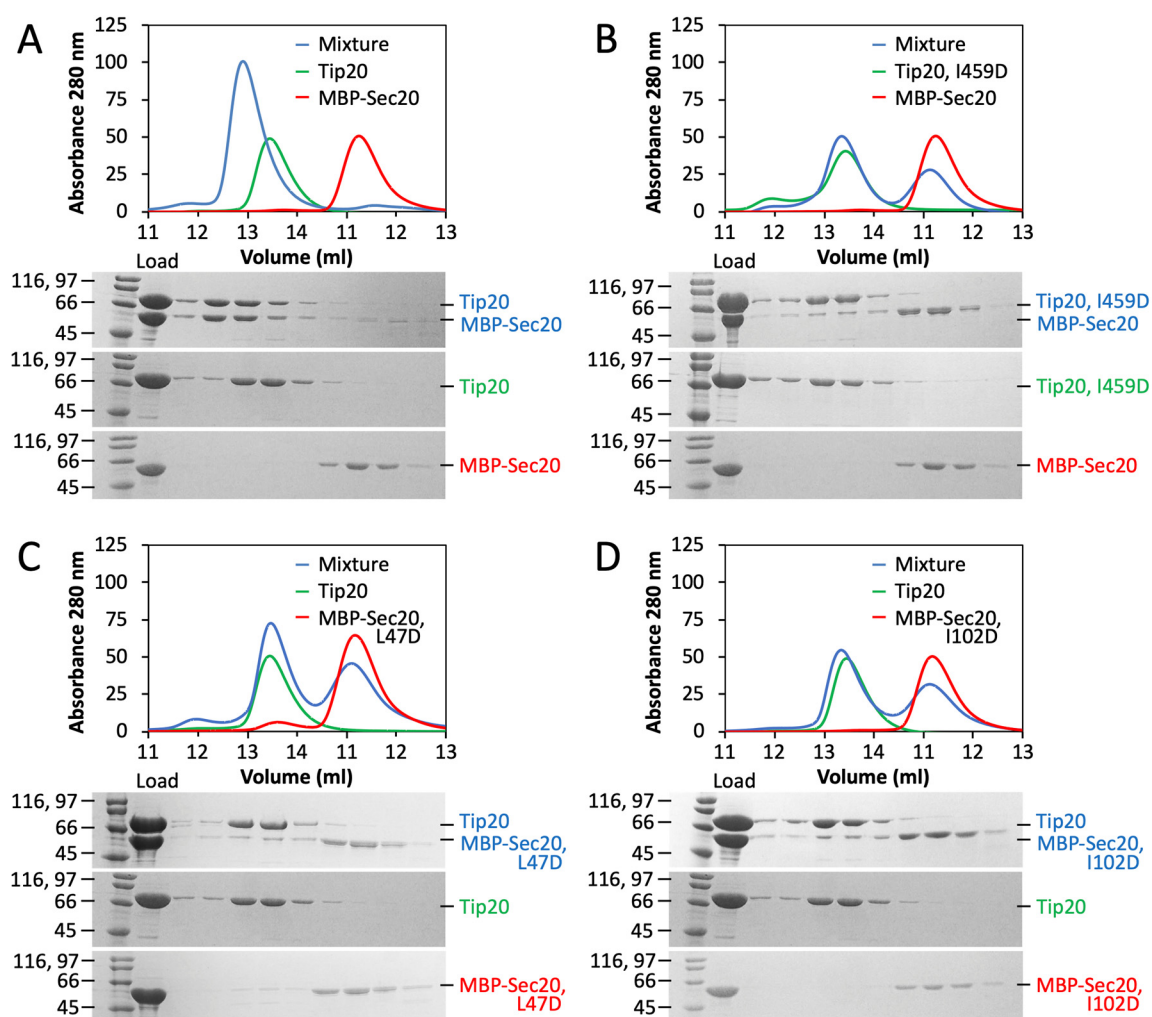 A
Absorbance 280 nm
125
100
75
50
25
0
Mixture
Tip20
MBP-Sec20
11 12 13 14 11 12 13
Volume (ml)
Load
116, 97
66
45
Tip20
MBP-Sec20
116, 97
66
45
Tip20
116, 97
66
45
MBP-Sec20
B
Absorbance 280 nm
125
100
75
50
25
0
Mixture
Tip20, I459D
MBP-Sec20
11 12 13 14 11 12 13
Volume (ml)
Load
116, 97
66
45
Tip20, I459D
MBP-Sec20
116, 97
66
45
Tip20, I459D
116, 97
66
45
MBP-Sec20
C
Absorbance 280 nm
125
100
75
50
25
0
Mixture
Tip20
MBP-Sec20,
L47D
11 12 13 14 11 12 13
Volume (ml)
Load
116, 97
66
45
Tip20
MBP-Sec20,
L47D
116, 97
66
45
Tip20
116, 97
66
45
MBP-Sec20,
L47D
D
Absorbance 280 nm
125
100
75
50
25
0
Mixture
Tip20
MBP-Sec20,
I102D
11 12 13 14 11 12 13
Volume (ml)
Load
116, 97
66
45
Tip20
MBP-Sec20,
I102D
116, 97
66
45
Tip20
116, 97
66
45
MBP-Sec20,
I102D